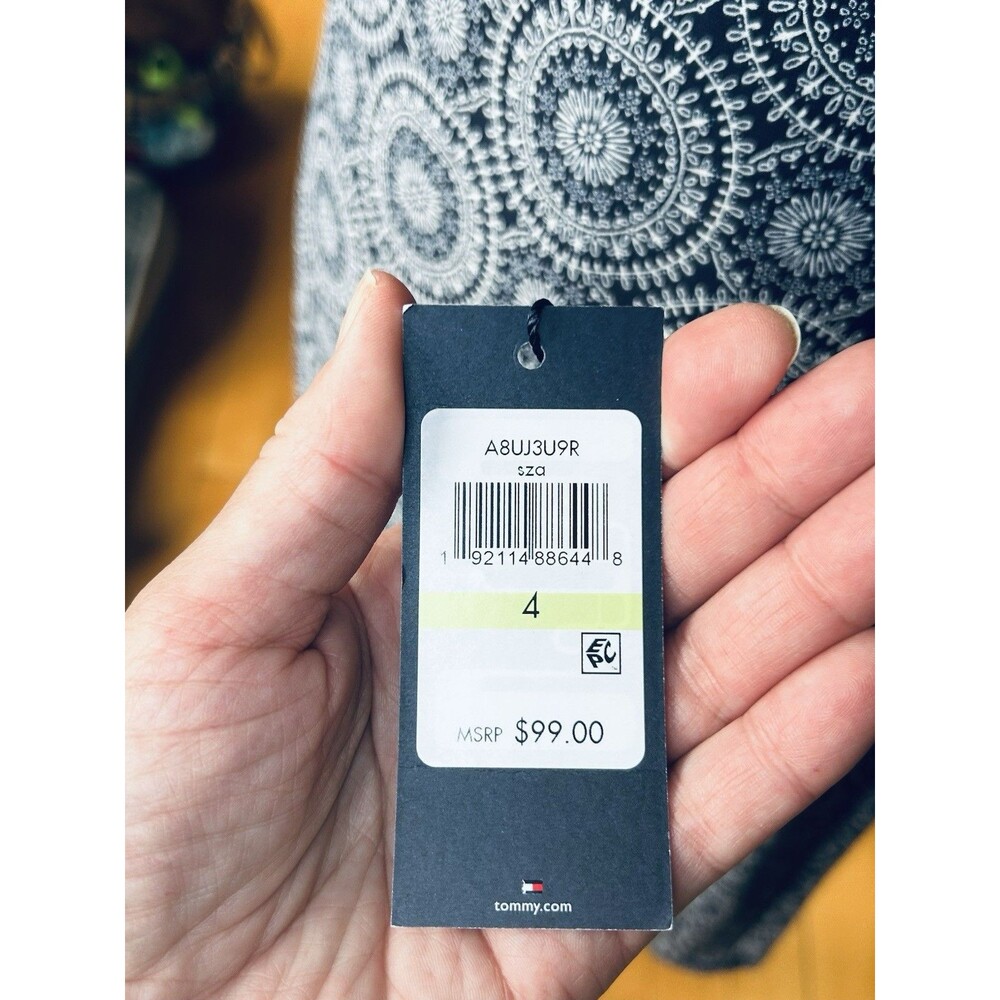 A8UJ3U9R
sza
1 92114 88644 8
4
EPC
MSRP $99.00
tommy.com